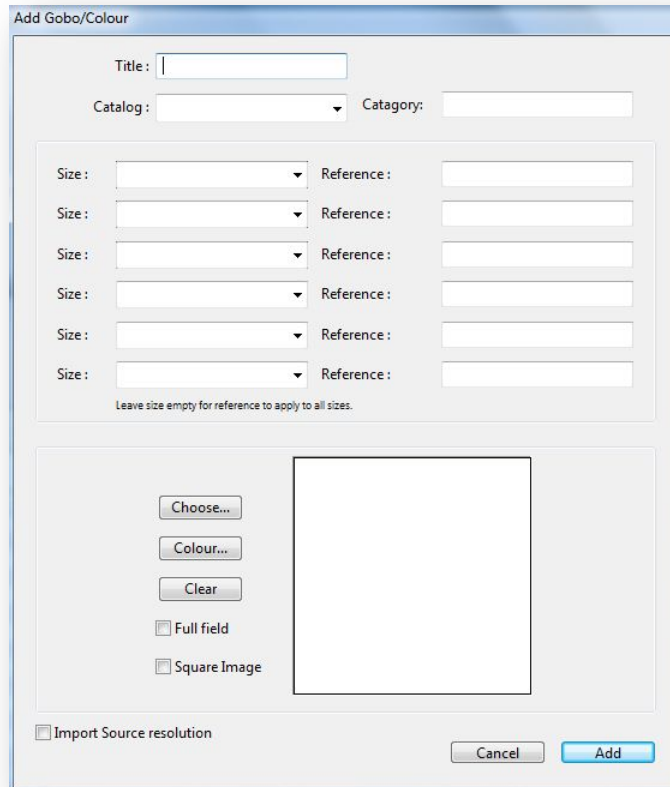 Add Gobo/Colour
Title :
Catalog : Catagory:
Size : Reference :
Size : Reference :
Size : Reference :
Size : Reference :
Size : Reference :
Size : Reference :
Leave size empty for reference to apply to all sizes.
Choose...
Colour...
Clear
Full field
Square Image
Import Source resolution
Cancel Add